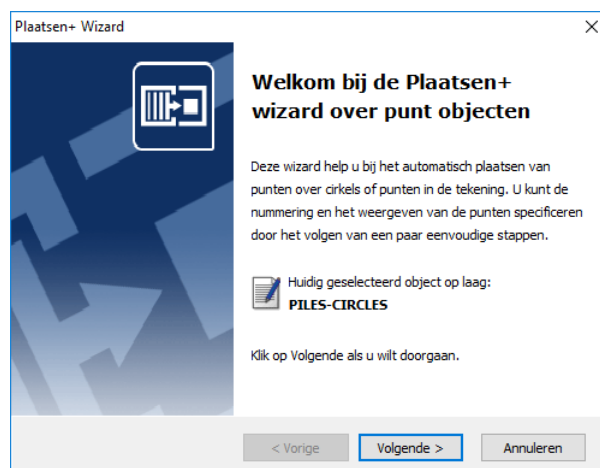 Plaatsen+ Wizard
Welkom bij de Plaatsen+
wizard over punt objecten
Deze wizard help u bij het automatisch plaatsen van
punten over cirkels of punten in de tekening. U kunt de
nummering en het weergeven van de punten specificeren
door het volgen van een paar eenvoudige stappen.
Huidig geselecteerd object op laag:
PILES-CIRCLES
Klik op Volgende als u wilt doorgaan.
< Vorige Volgende > Annuleren